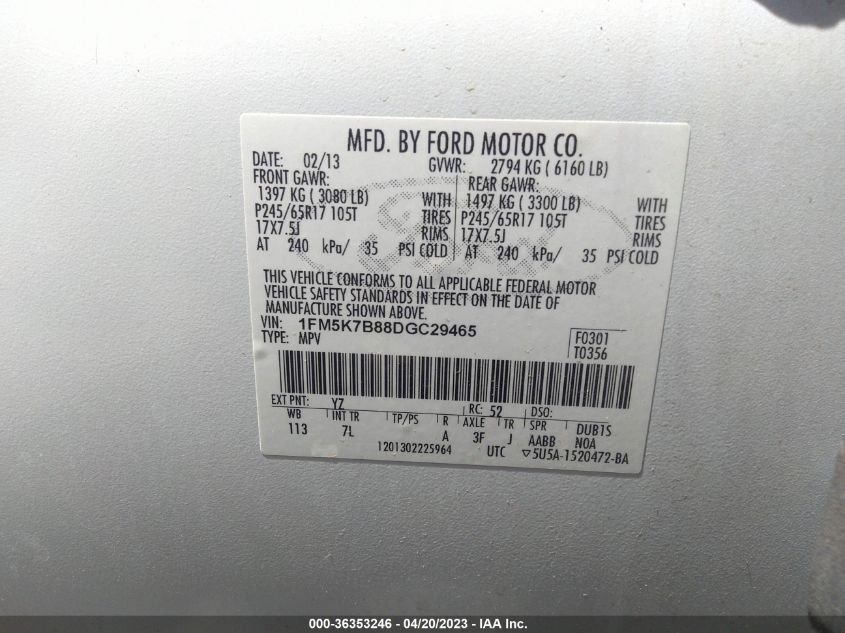 MFD. BY FORD MOTOR CO.
DATE: 02/13 GVWR: 2794 KG ( 6160 LB)
FRONT GAWR: REAR GAWR:
1397 KG ( 3080 LB) WITH 1497 KG ( 3300 LB) WITH
P245/65R17 105T TIRES P245/65R17 105T TIRES
17X7.5J RIMS 17X7.5J RIMS
AT 240 kPa/ 35 PSI COLD AT 240 kPa/ 35 PSI COLD
THIS VEHICLE CONFORMS TO ALL APPLICABLE FEDERAL MOTOR
VEHICLE SAFETY STANDARDS IN EFFECT ON THE DATE OF
MANUFACTURE SHOWN ABOVE.
VIN: 1FM5K7B88DGC29465 F0301
TYPE: MPV T0356
EXT PNT: YZ RC: 52 DSO:
WB INT TR TP/PS R AXLE TR SPR DUB1S
113 7L A 3F J AABB NOA
1201302225964 UTC ▽5U5A-1520472-BA
000-36353246 - 04/20/2023 - IAA Inc.